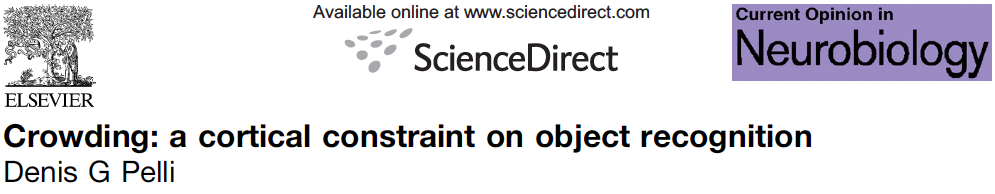 Available online at www.sciencedirect.com
ScienceDirect
Current Opinion in
Neurobiology
ELSEVIER
Crowding: a cortical constraint on object recognition
Denis G Pelli